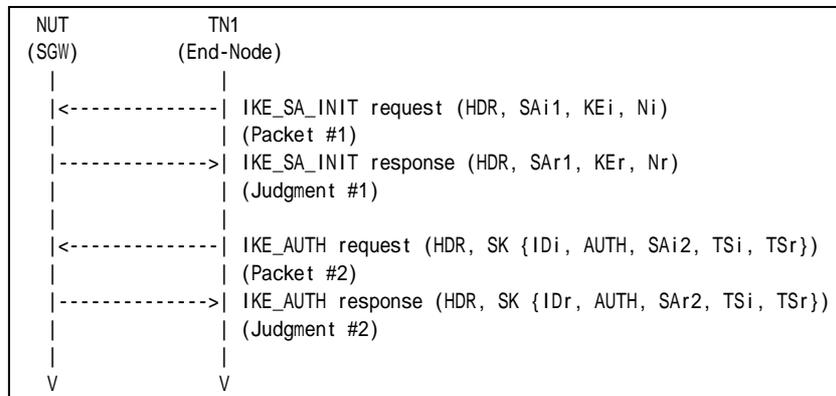 NUT TN1
(SGW) (End-Node)
| |
|<--------------| IKE_SA_INIT request (HDR, SAi1, KEi, Ni)
| | (Packet #1)
|-------------->| IKE_SA_INIT response (HDR, SAr1, KEr, Nr)
| | (Judgment #1)
| |
|<--------------| IKE_AUTH request (HDR, SK {IDi, AUTH, SAi2, TSi, TSr})
| | (Packet #2)
|-------------->| IKE_AUTH response (HDR, SK {IDr, AUTH, SAr2, TSi, TSr})
| | (Judgment #2)
| |
V V